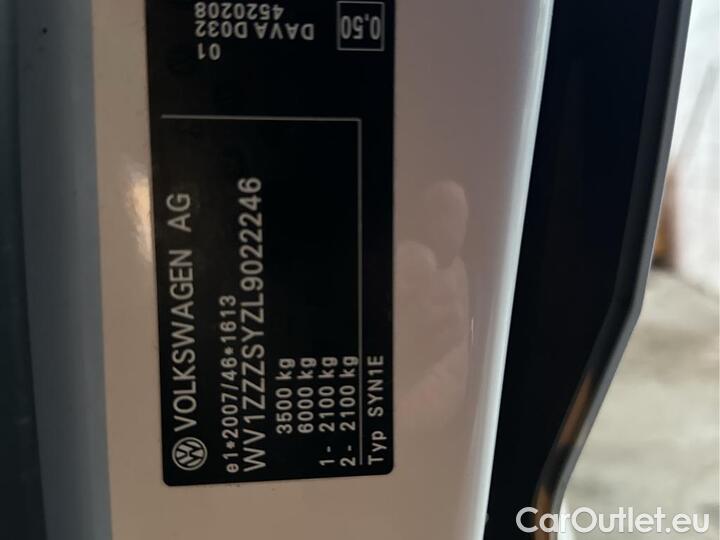 VOLKSWAGEN AG
e1*2007/46*1613
WV1ZZZSYZL9022246
3500 kg
6000 kg
1- 2100 kg
2- 2100 kg
Typ SYN1E
01
DAVA D032
4520208
0,50
CarOutlet.eu